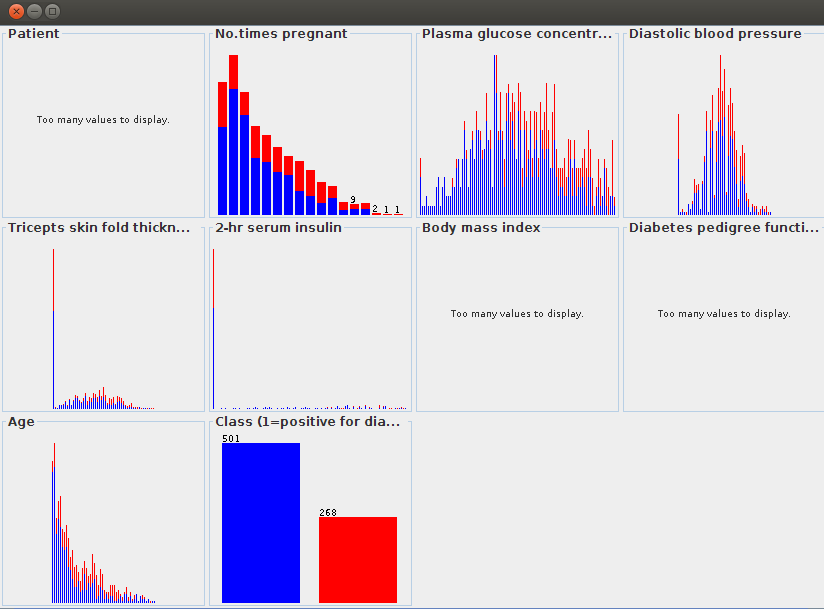 Patient
No.times pregnant
Plasma glucose concentr...
Diastolic blood pressure
Too many values to display.
9
2 1 1
Tricepts skin fold thickn...
2-hr serum insulin
Body mass index
Diabetes pedigree functi...
Too many values to display.
Too many values to display.
Age
Class (1=positive for dia...
501
268